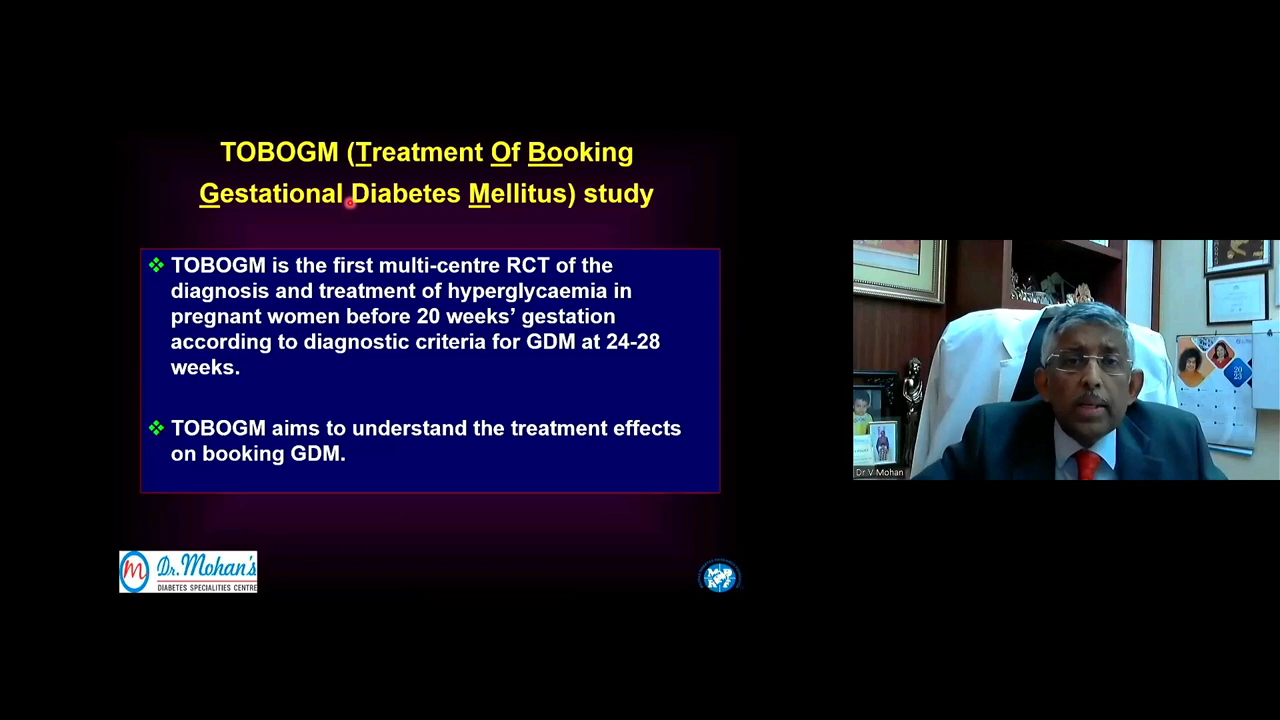 TOBOGM (Treatment Of Booking
Gestational Diabetes Mellitus) study
❖ TOBOGM is the first multi-centre RCT of the
diagnosis and treatment of hyperglycaemia in
pregnant women before 20 weeks' gestation
according to diagnostic criteria for GDM at 24-28
weeks.
❖ TOBOGM aims to understand the treatment effects
on booking GDM.
m Dr.Mohan's
DIABETES SPECIALITIES CENTRE
Dr V Mohan
2023